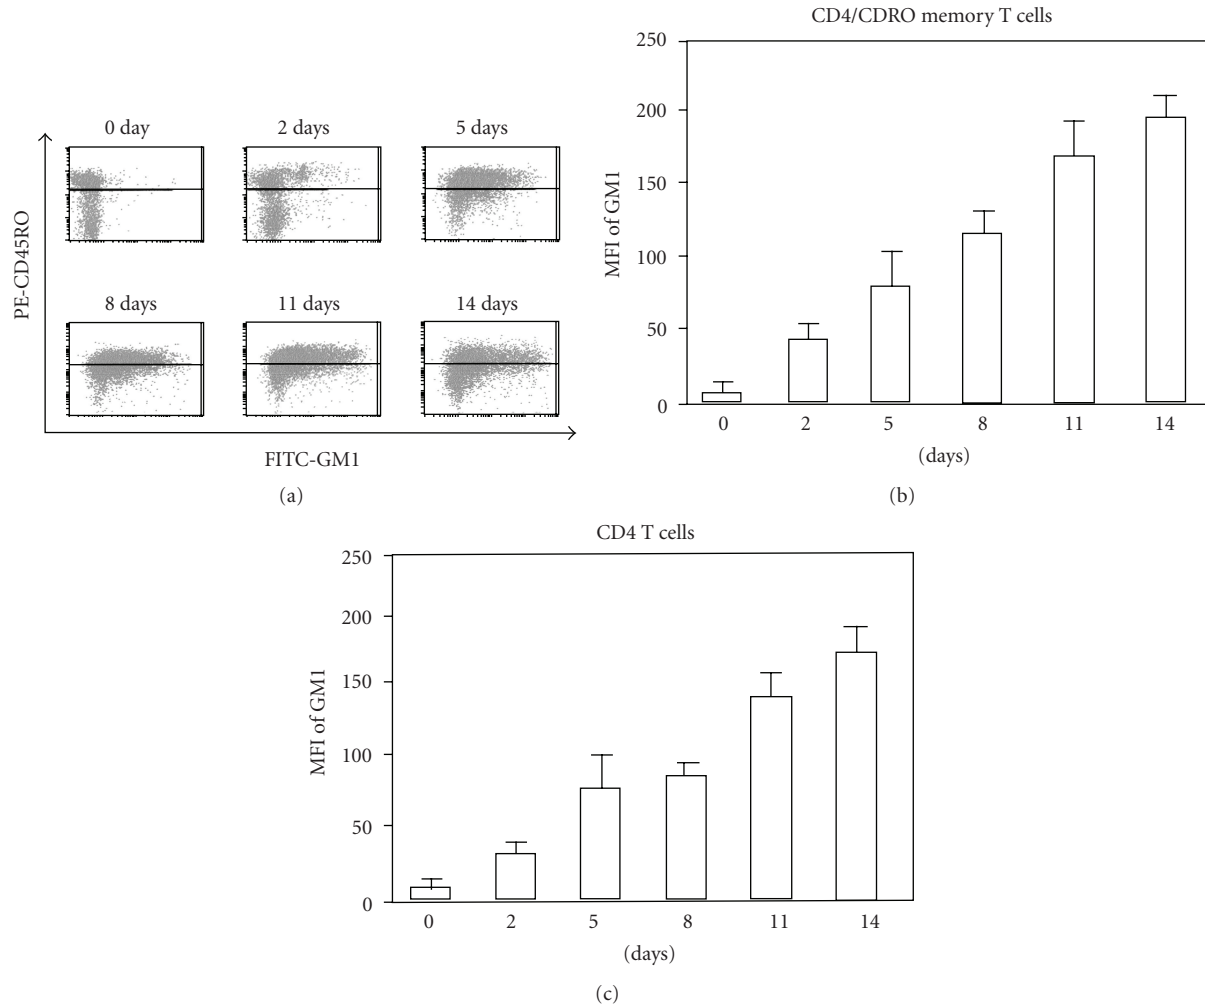 0 day
2 days
5 days
PE-CD45RO
8 days
11 days
14 days
FITC-GM1
(a)
CD4/CDRO memory T cells
MFI of GM1
250
200
150
100
50
0
0 2 5 8 11 14
(days)
(b)
CD4 T cells
MFI of GM1
250
200
150
100
50
0
0 2 5 8 11 14
(days)
(c)